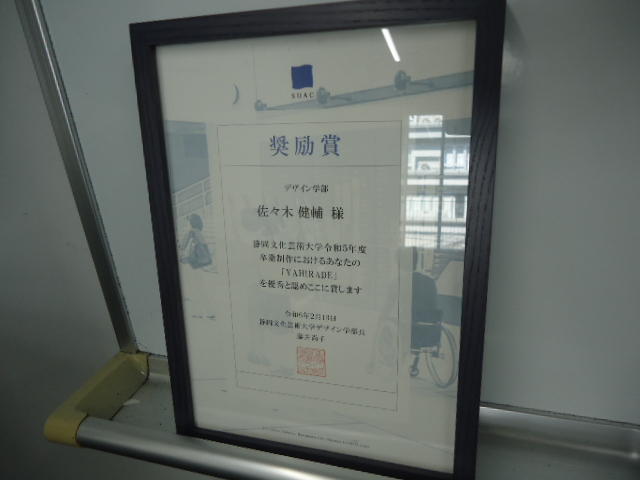 SUAC
奨励賞
デザイン学部
佐々木 健輔 様
静岡文化芸術大学令和5年度
卒業制作におけるあなたの
「YAHIRADE」
を優秀と認めここに賞します
令和6年2月18日
静岡文化芸術大学デザイン学部長